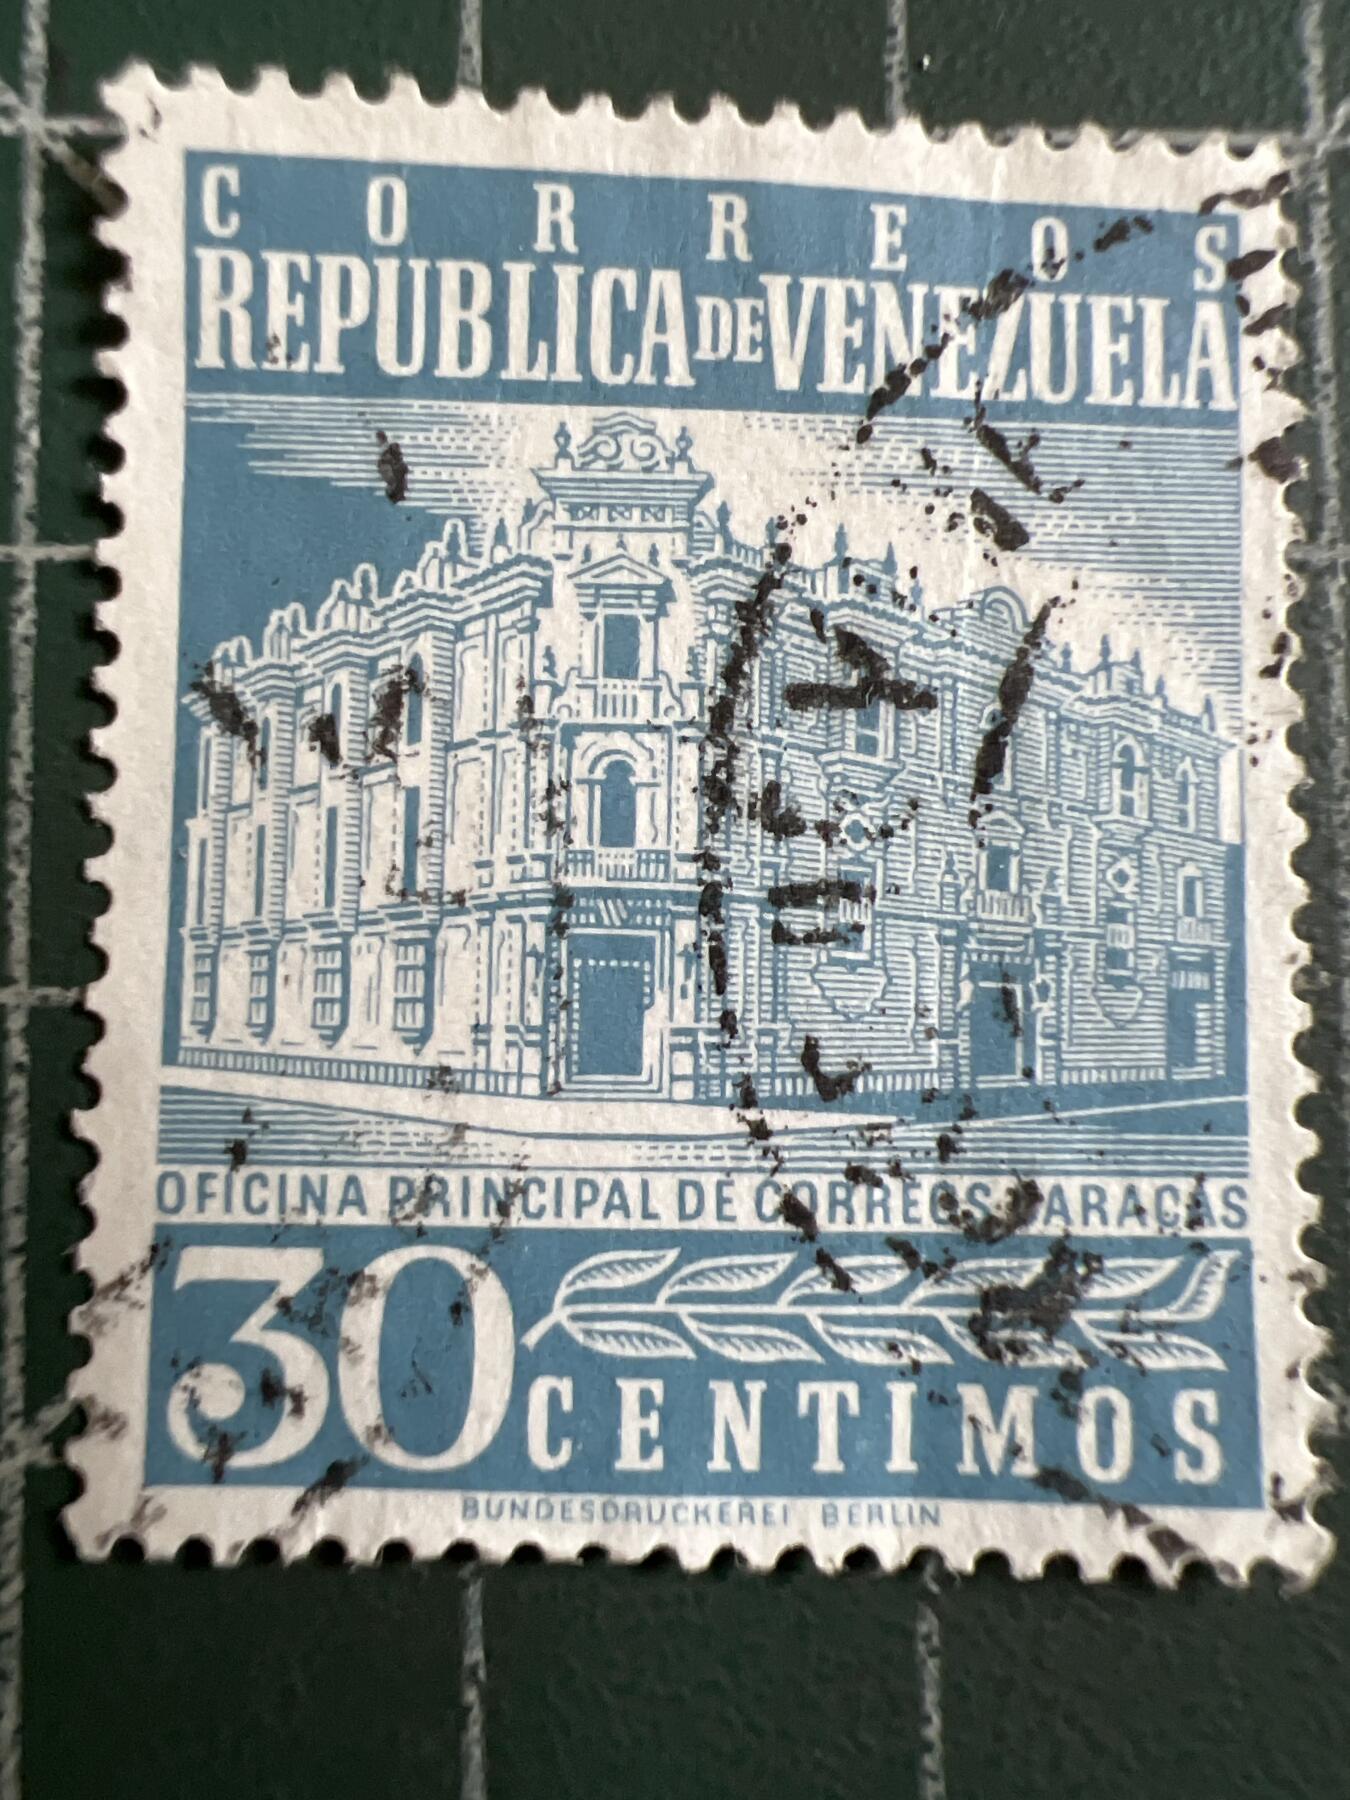 CORREOS
REPUBLICA DE VENEZUELA
OFICINA PRINCIPAL DE CORREOS CARACAS
30
CENTIMOS
BUNDESDRUCKEREI BERLIN